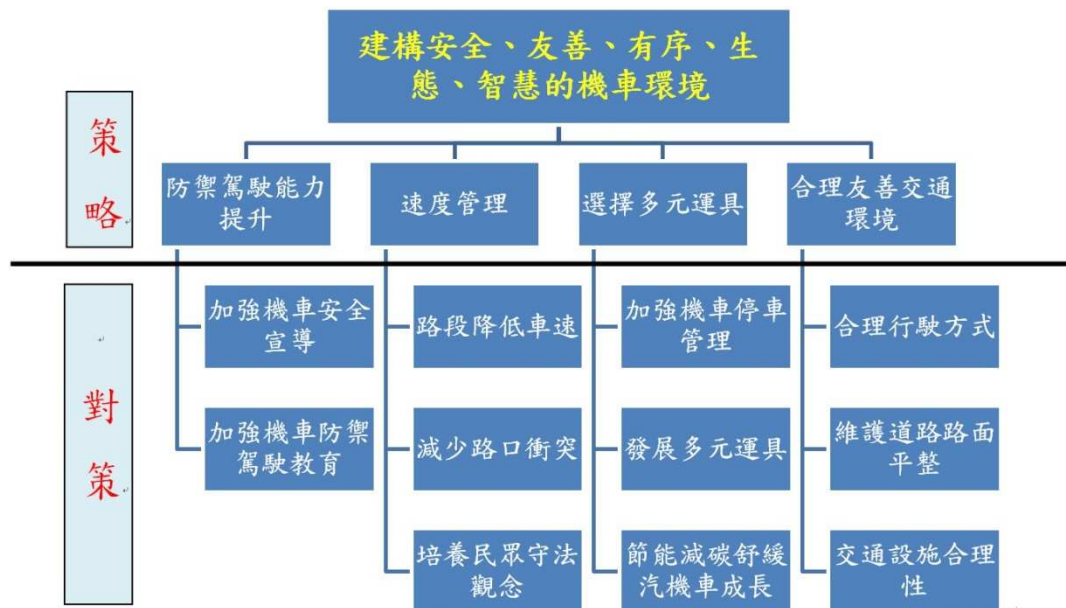 建構安全、友善、有序、生
態、智慧的機車環境
策
略
防禦駕駛能力
提升
速度管理
選擇多元運具
合理友善交通
環境
對
策
加強機車安全
宣導
路段降低車速
加強機車停車
管理
合理行駛方式
加強機車防禦
駕駛教育
減少路口衝突
發展多元運具
維護道路路面
平整
培養民眾守法
觀念
節能減碳舒緩
汽機車成長
交通設施合理
性